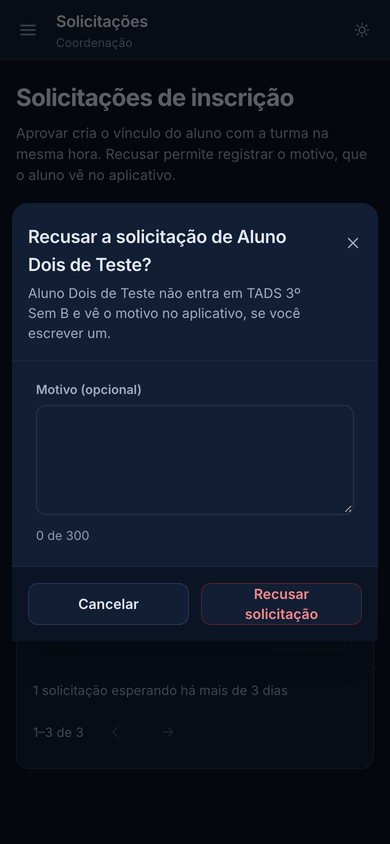 Solicitações
Coordenação
Solicitações de inscrição
Aprovar cria o vínculo do aluno com a turma na
mesma hora. Recusar permite registrar o motivo, que
o aluno vê no aplicativo.
Recusar a solicitação de Aluno
Dois de Teste?
Aluno Dois de Teste não entra em TADS 3º
Sem B e vê o motivo no aplicativo, se você
escrever um.
Motivo (opcional)
0 de 300
Cancelar
Recusar
solicitação
1 solicitação esperando há mais de 3 dias
1–3 de 3